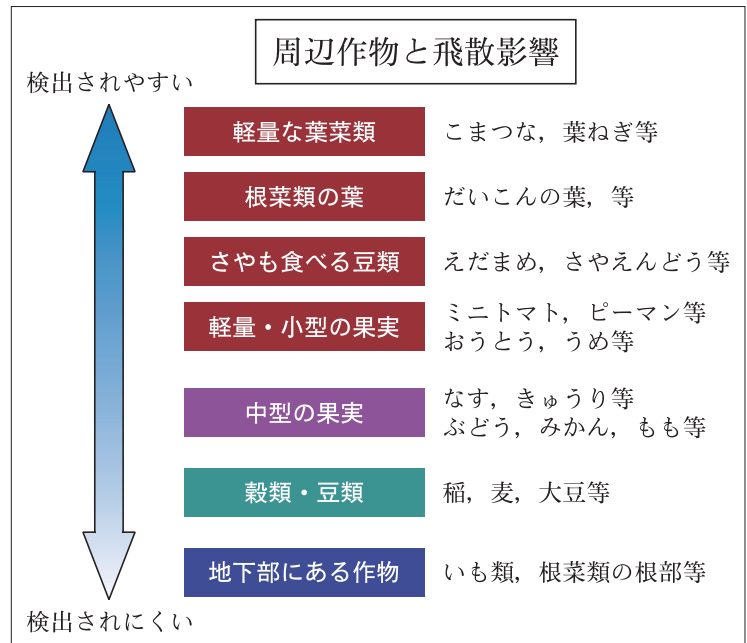 周辺作物と飛散影響
検出されやすい
軽量な葉菜類 こまつな，葉ねぎ等
根菜類の葉 だいこんの葉，等
さやも食べる豆類 えだまめ，さやえんどう等
軽量・小型の果実 ミニトマト，ピーマン等
おうとう，うめ等
中型の果実 なす，きゅうり等
ぶどう，みかん，もも等
穀類・豆類 稲，麦，大豆等
地下部にある作物 いも類，根菜類の根部等
検出されにくい